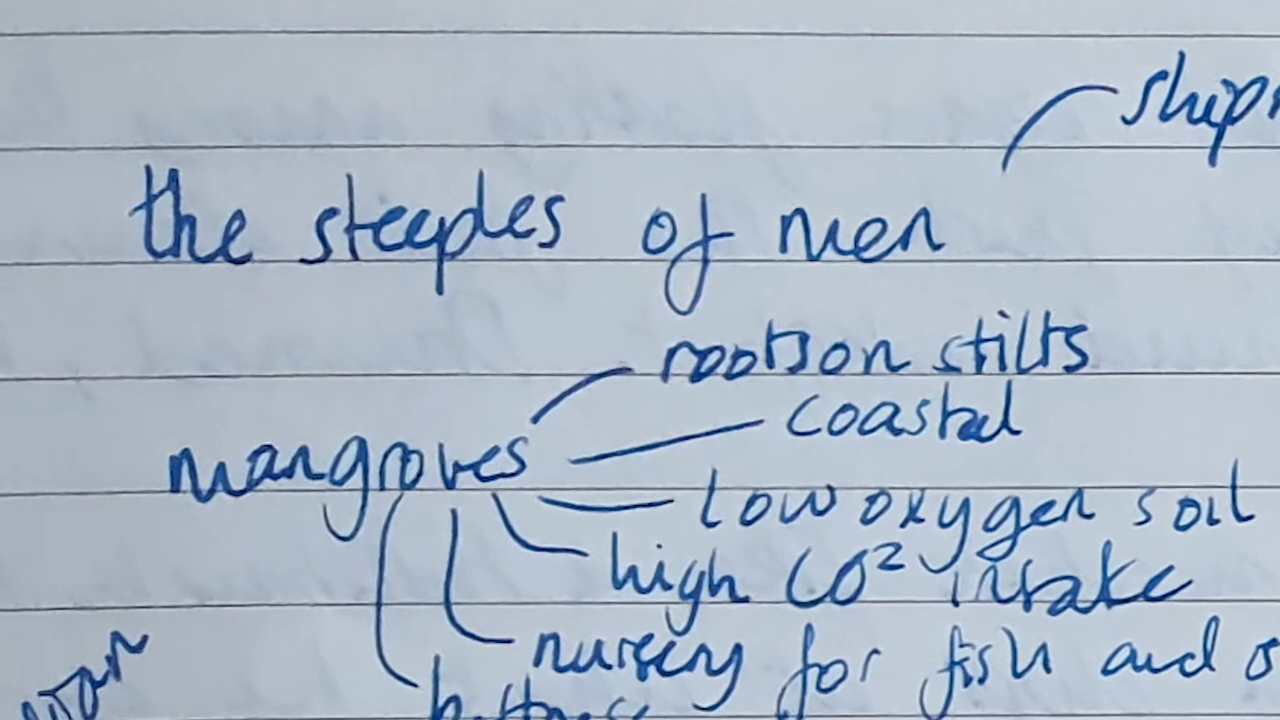 the steeples of men
roots on stilts
coastal
mangroves
low oxygen soil
high CO² intake
nursery for fish and